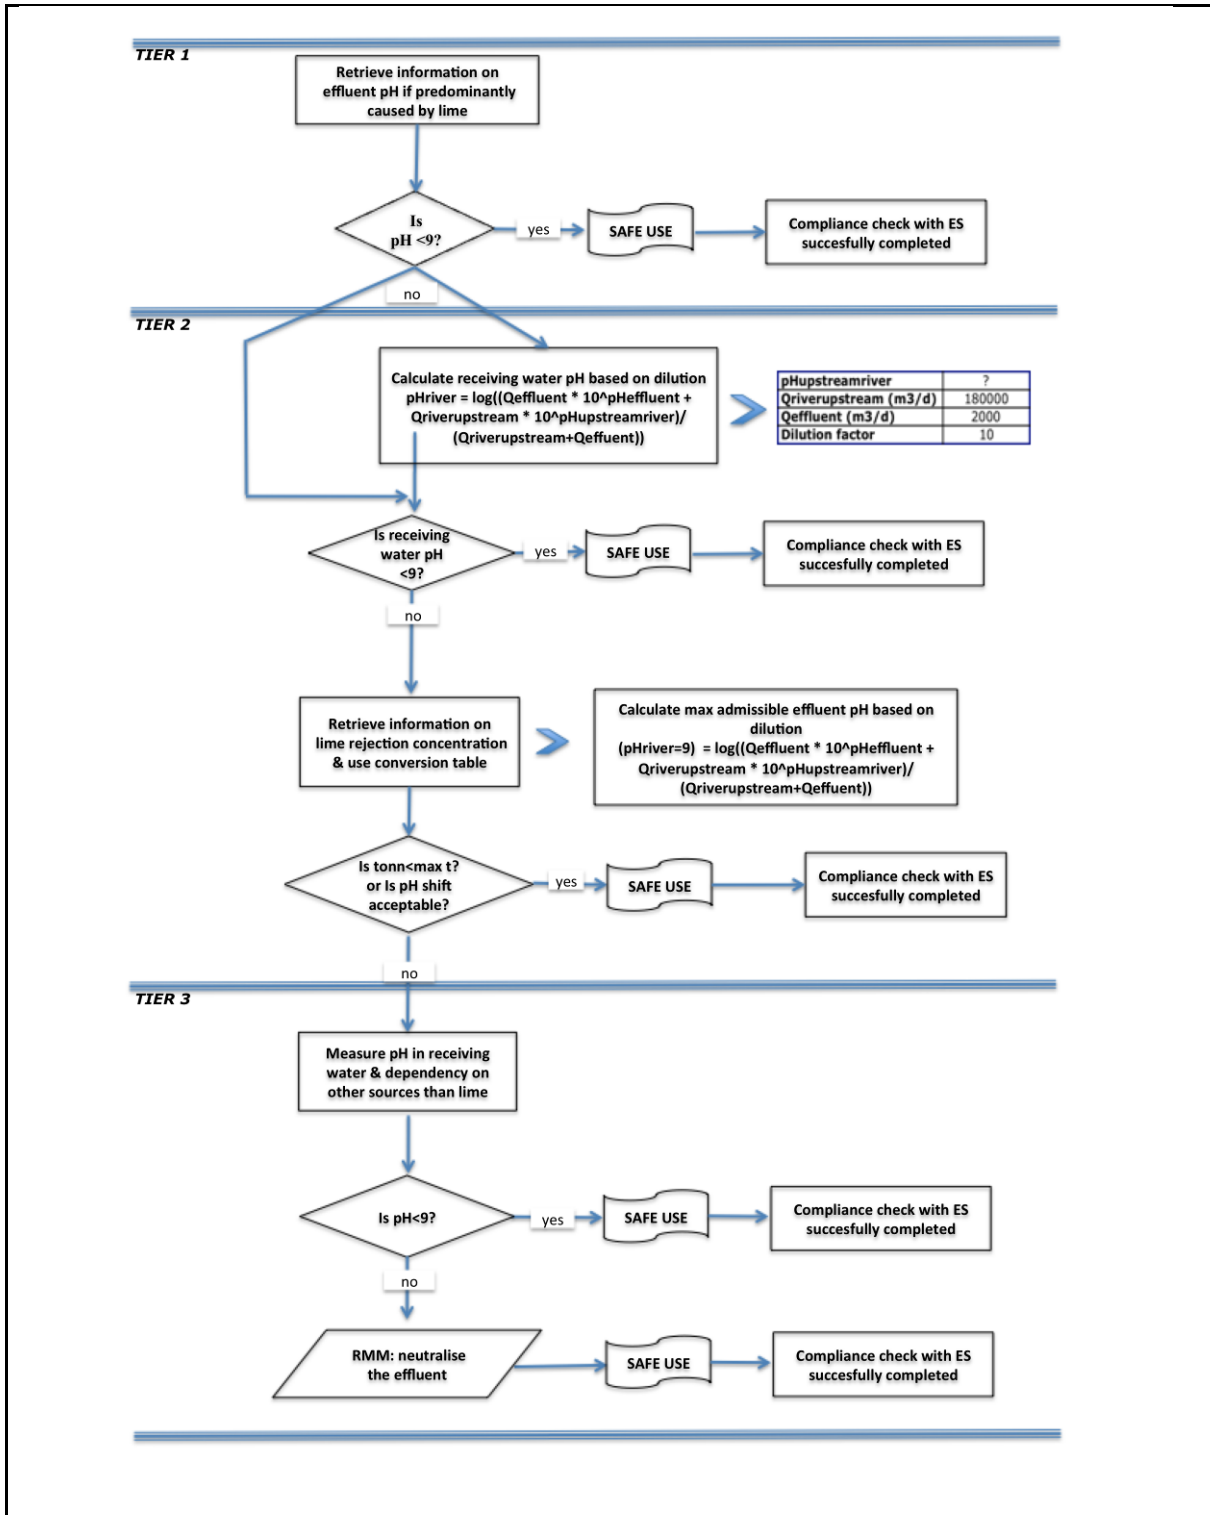 TIER 1
Retrieve information on
effluent pH if predominantly
caused by lime
Is
pH <9?
yes
SAFE USE
Compliance check with ES
succesfully completed
no
TIER 2
Calculate receiving water pH based on dilution
pHriver = log((Qeffluent * 10^pHeffluent +
Qriverupstream * 10^pHupstreamriver)/
(Qriverupstream+Qeffuent))
pHupstreamriver ?
Qriverupstream (m3/d) 180000
Qeffluent (m3/d) 2000
Dilution factor 10
Is receiving
water pH
<9?
yes
SAFE USE
Compliance check with ES
succesfully completed
no
Retrieve information on
lime rejection concentration
& use conversion table
Calculate max admissible effluent pH based on
dilution
(pHriver=9) = log((Qeffluent * 10^pHeffluent +
Qriverupstream * 10^pHupstreamriver)/
(Qriverupstream+Qeffuent))
Is tonn<max t?
or Is pH shift
acceptable?
yes
SAFE USE
Compliance check with ES
succesfully completed
no
TIER 3
Measure pH in receiving
water & dependency on
other sources than lime
Is pH<9?
yes
SAFE USE
Compliance check with ES
succesfully completed
no
RMM: neutralise
the effluent
SAFE USE
Compliance check with ES
succesfully completed